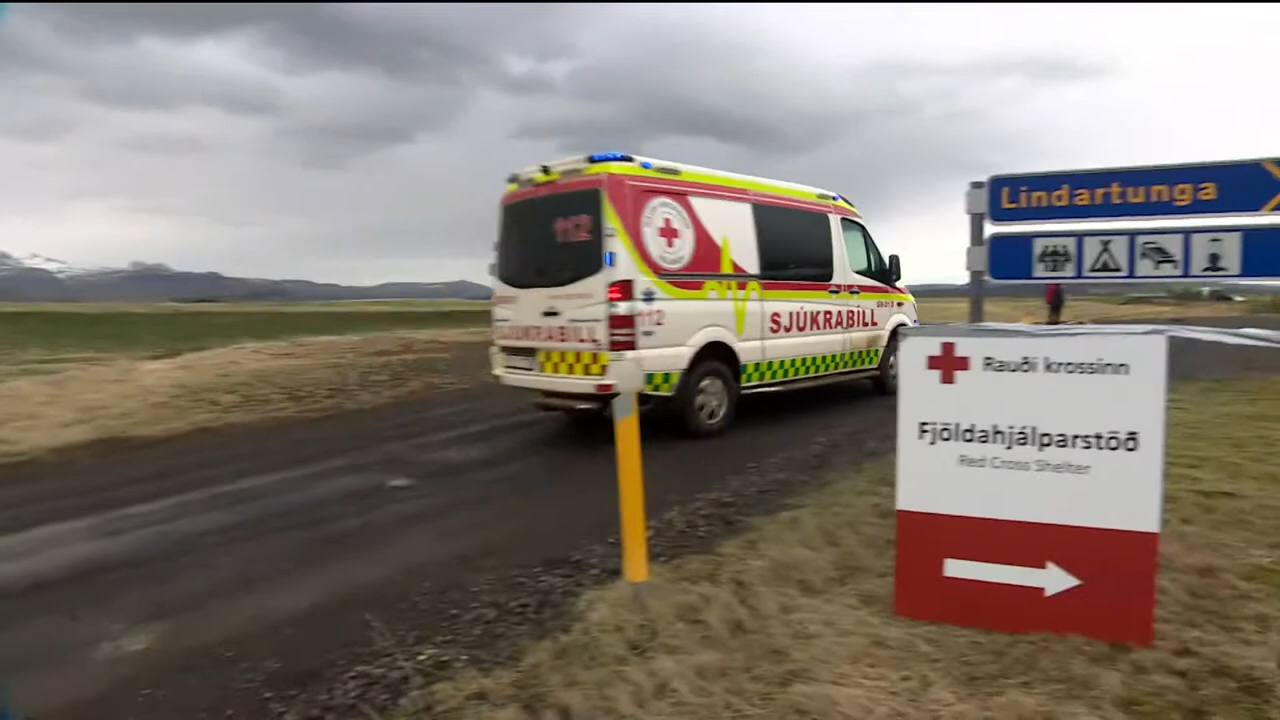 112
SJÚKRABÍLL
112
SJÚKRABÍLL
Lindartunga
Rauði krossinn
Fjöldahjálparstöð
Red Cross Shelter